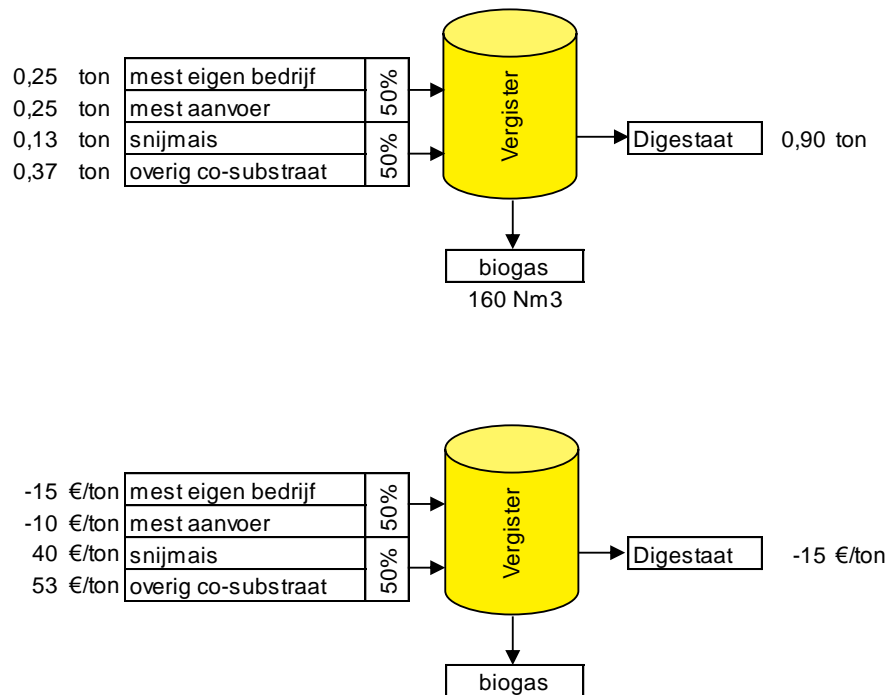 0,25 ton mest eigen bedrijf
0,25 ton mest aanvoer
50%
0,13 ton snijmais
0,37 ton overig co-substraat
50%
Vergister
Digestaat 0,90 ton
biogas
160 Nm3
-15 €/ton mest eigen bedrijf
-10 €/ton mest aanvoer
50%
40 €/ton snijmais
53 €/ton overig co-substraat
50%
Vergister
Digestaat -15 €/ton
biogas